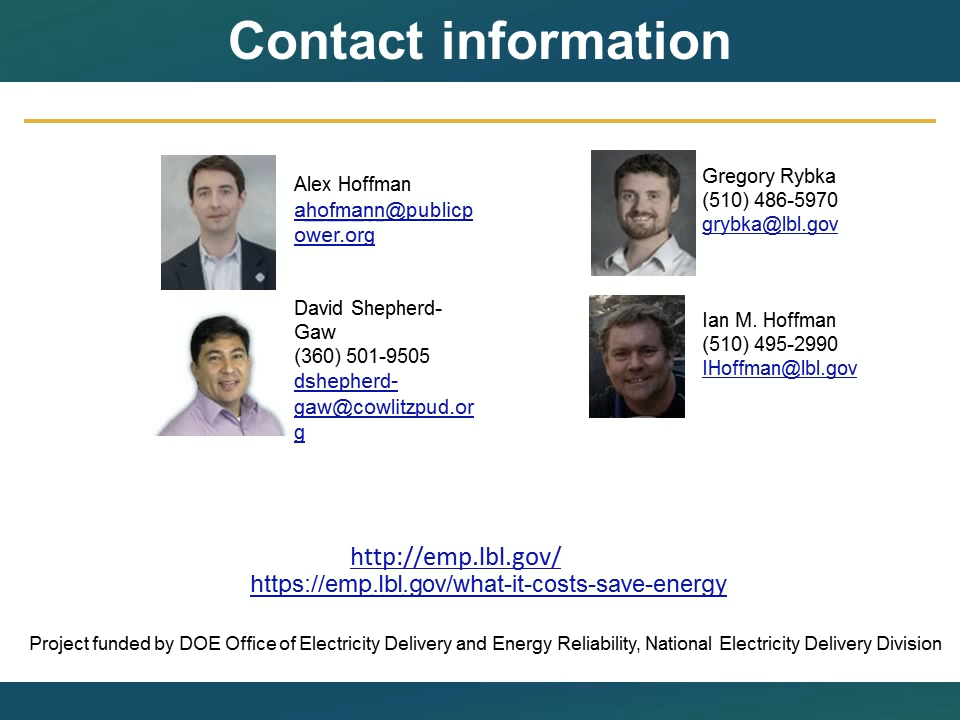 Contact information
Alex Hoffman
ahofmann@publicp
ower.org
Gregory Rybka
(510) 486-5970
grybka@lbl.gov
David Shepherd-
Gaw
(360) 501-9505
dshepherd-
gaw@cowlitzpud.or
g
Ian M. Hoffman
(510) 495-2990
IHoffman@lbl.gov
http://emp.lbl.gov/
https://emp.lbl.gov/what-it-costs-save-energy
Project funded by DOE Office of Electricity Delivery and Energy Reliability, National Electricity Delivery Division